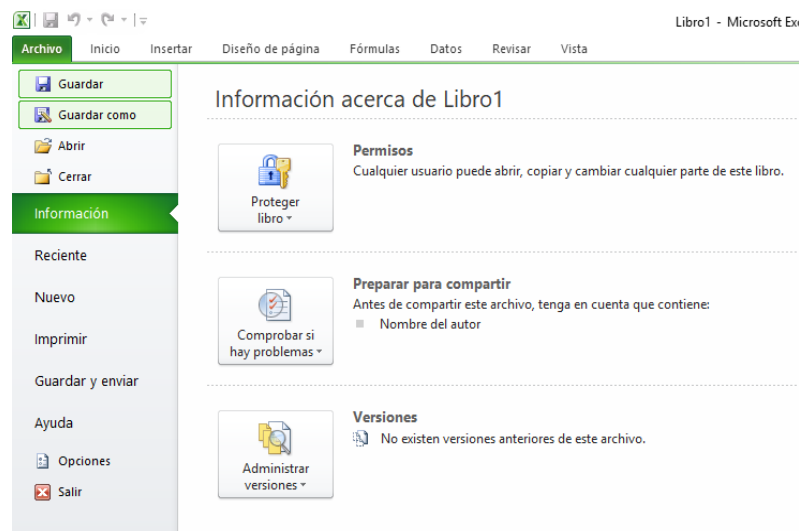 Libro1 - Microsoft Exc
Archivo Inicio Insertar Diseño de página Fórmulas Datos Revisar Vista
Guardar
Guardar como
Abrir
Cerrar
Información
Reciente
Nuevo
Imprimir
Guardar y enviar
Ayuda
Opciones
Salir
Información acerca de Libro1
Proteger
libro
Permisos
Cualquier usuario puede abrir, copiar y cambiar cualquier parte de este libro.
Comprobar si
hay problemas
Preparar para compartir
Antes de compartir este archivo, tenga en cuenta que contiene:
Nombre del autor
Administrar
versiones
Versiones
No existen versiones anteriores de este archivo.